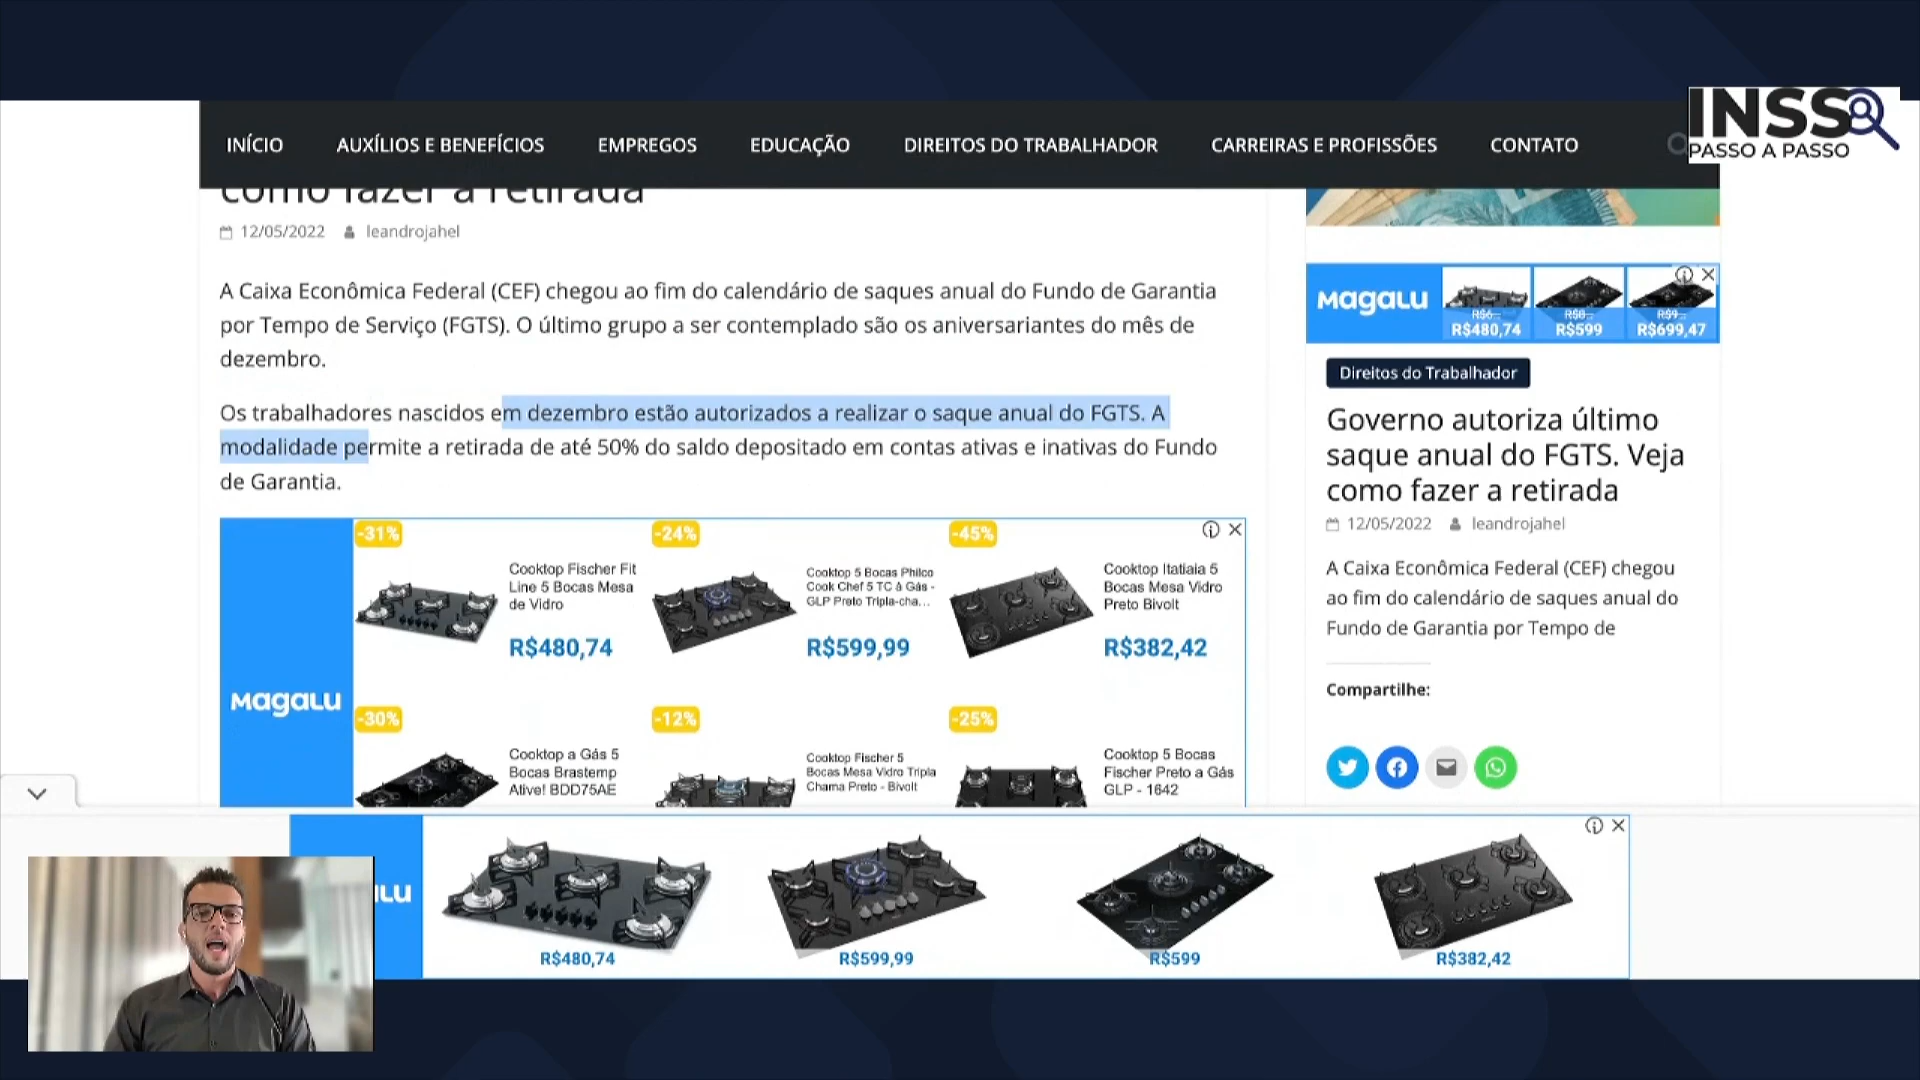 INÍCIO AUXÍLIOS E BENEFÍCIOS EMPREGOS EDUCAÇÃO DIREITOS DO TRABALHADOR CARREIRAS E PROFISSÕES CONTATO
INSS
PASSO A PASSO
como fazer a retirada
12/05/2022 leandrojahel
A Caixa Econômica Federal (CEF) chegou ao fim do calendário de saques anual do Fundo de Garantia
por Tempo de Serviço (FGTS). O último grupo a ser contemplado são os aniversariantes do mês de
dezembro.
Os trabalhadores nascidos em dezembro estão autorizados a realizar o saque anual do FGTS. A
modalidade permite a retirada de até 50% do saldo depositado em contas ativas e inativas do Fundo
de Garantia.
MAGALU
-31%
Cooktop Fischer Fit
Line 5 Bocas Mesa
de Vidro
R$480,74
-24%
Cooktop 5 Bocas Philco
Cook Chef 5 TC à Gás -
GLP Preto Tripla-cha...
R$599,99
-45%
Cooktop Itatiaia 5
Bocas Mesa Vidro
Preto Bivolt
R$382,42
-30%
Cooktop a Gás 5
Bocas Brastemp
Ative! BDD75AE
-12%
Cooktop Fischer 5
Bocas Mesa Vidro Tripla
Chama Preto - Bivolt
-25%
Cooktop 5 Bocas
Fischer Preto a Gás
GLP - 1642
MAGALU
R$6... R$8... R$9...
R$480,74 R$599 R$699,47
Direitos do Trabalhador
Governo autoriza último
saque anual do FGTS. Veja
como fazer a retirada
12/05/2022 leandrojahel
A Caixa Econômica Federal (CEF) chegou
ao fim do calendário de saques anual do
Fundo de Garantia por Tempo de
Compartilhe:
LU
R$480,74 R$599,99 R$599 R$382,42